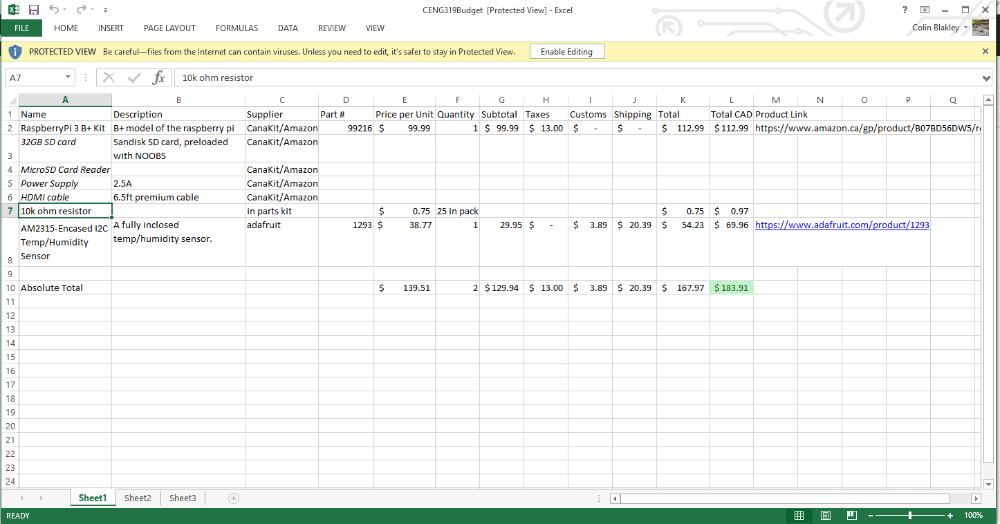 CENG319Budget [Protected View] - Excel
FILE HOME INSERT PAGE LAYOUT FORMULAS DATA REVIEW VIEW Colin Blakley
PROTECTED VIEW Be careful—files from the Internet can contain viruses. Unless you need to edit, it's safer to stay in Protected View. Enable Editing
A7 fx 10k ohm resistor
A B C D E F G H I J K L M N O P Q
1 Name Description Supplier Part # Price per Unit Quantity Subtotal Taxes Customs Shipping Total Total CAD Product Link
2 RaspberryPi 3 B+ Kit B+ model of the raspberry pi CanaKit/Amazon 99216 $ 99.99 1 $ 99.99 $ 13.00 $ - $ - $ 112.99 $112.99 https://www.amazon.ca/gp/product/B07BD56DW5/r
32GB SD card Sandisk SD card, preloaded CanaKit/Amazon
3 with NOOBS
4 MicroSD Card Reader CanaKit/Amazon
5 Power Supply 2.5A CanaKit/Amazon
6 HDMI cable 6.5ft premium cable CanaKit/Amazon
7 10k ohm resistor in parts kit $ 0.75 25 in pack $ 0.75 $ 0.97
AM2315-Encased I2C A fully inclosed adafruit 1293 $ 38.77 1 29.95 $ - $ 3.89 $ 20.39 $ 54.23 $ 69.96 https://www.adafruit.com/product/1293
Temp/Humidity temp/humidity sensor.
8 Sensor
9
10 Absolute Total $ 139.51 2 $129.94 $ 13.00 $ 3.89 $ 20.39 $ 167.97 $183.91
11
12
13
14
15
16
17
18
19
20
21
22
23
24
Sheet1 Sheet2 Sheet3
READY 100%